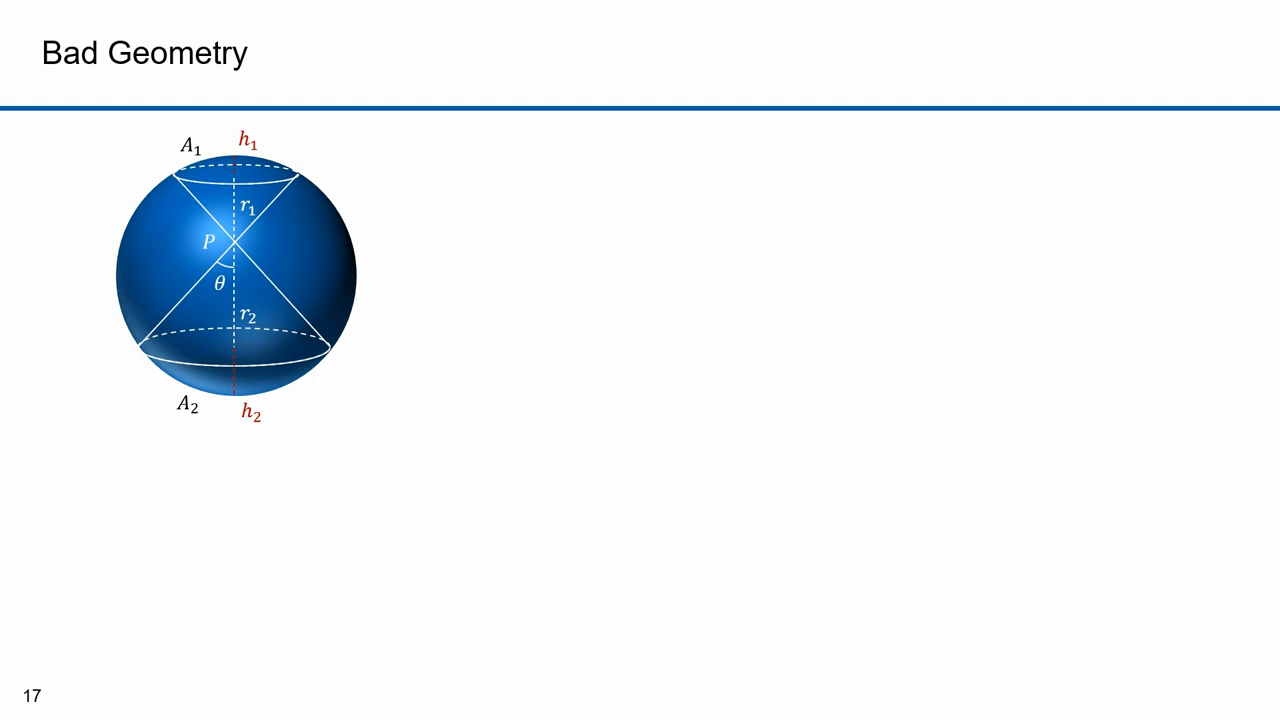 Bad Geometry
A₁
h₁
r₁
P
θ
r₂
A₂
h₂
17